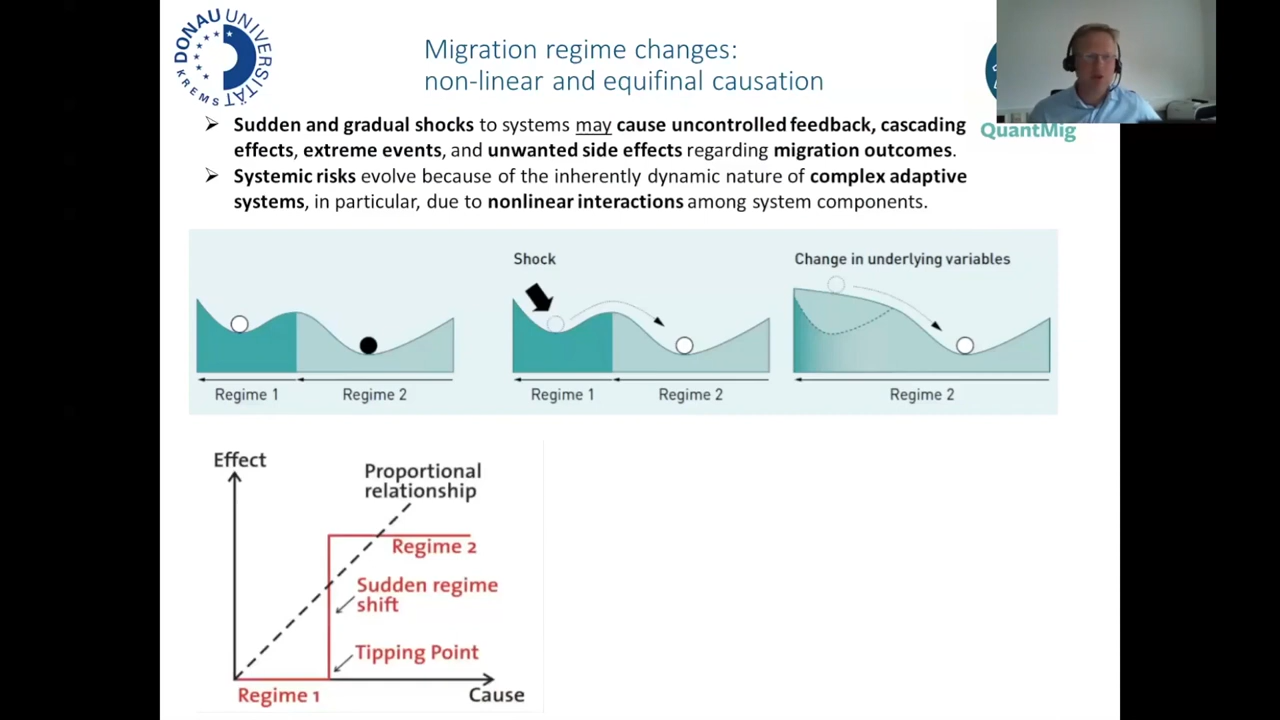 DONAU UNIVERSITÄT
KREMS
Migration regime changes:
non-linear and equifinal causation
QuantMig
➢ Sudden and gradual shocks to systems may cause uncontrolled feedback, cascading
effects, extreme events, and unwanted side effects regarding migration outcomes.
➢ Systemic risks evolve because of the inherently dynamic nature of complex adaptive
systems, in particular, due to nonlinear interactions among system components.
Shock
Change in underlying variables
Regime 1
Regime 2
Regime 1
Regime 2
Regime 2
Effect
Proportional
relationship
Regime 2
Sudden regime
shift
Tipping Point
Regime 1
Cause